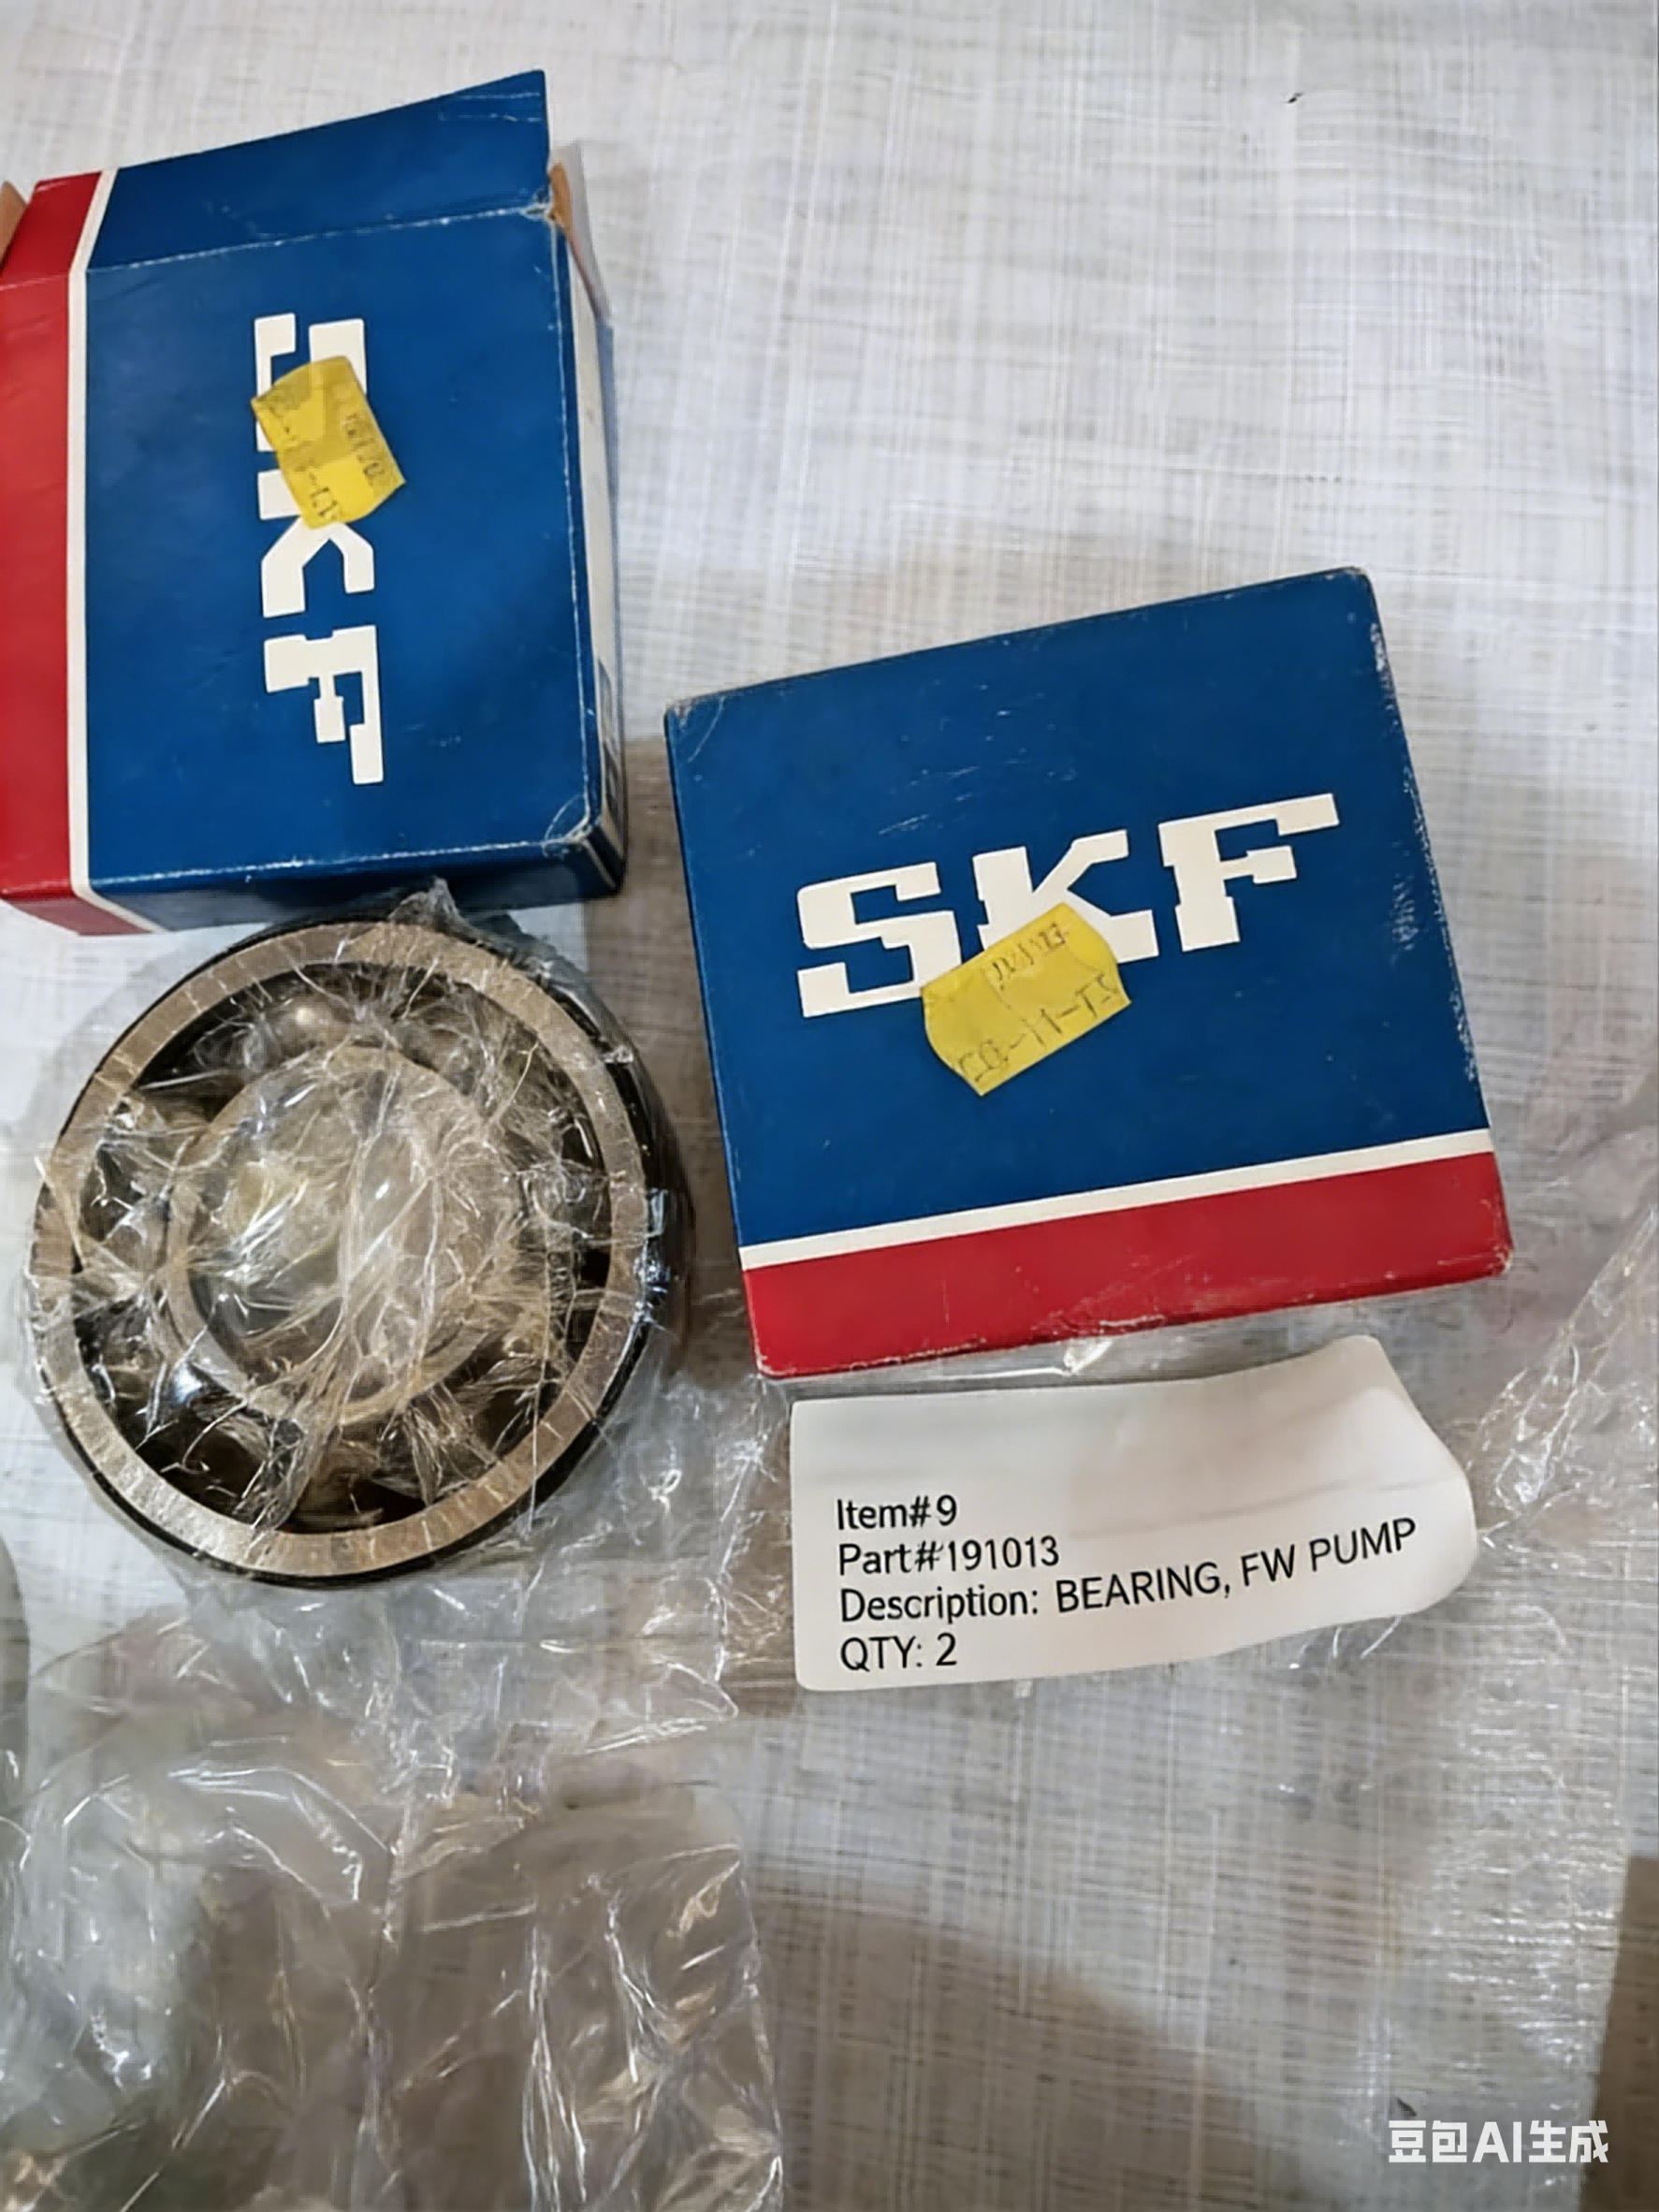 SKF
SKF
Item#9
Part#191013
Description: BEARING, FW PUMP
QTY: 2
豆包AI生成